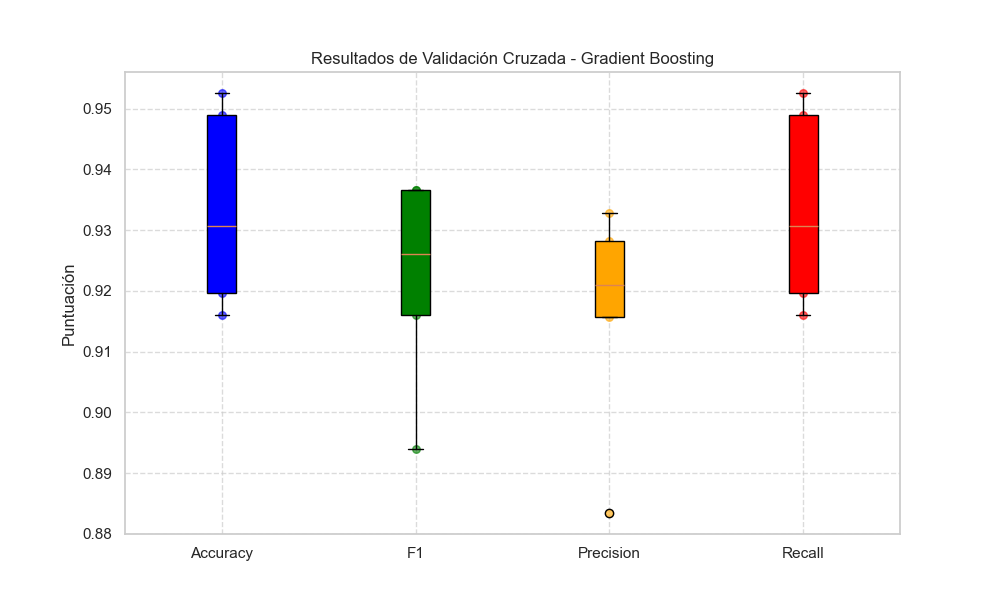 Resultados de Validación Cruzada - Gradient Boosting
Puntuación
0.95
0.94
0.93
0.92
0.91
0.90
0.89
0.88
Accuracy
F1
Precision
Recall